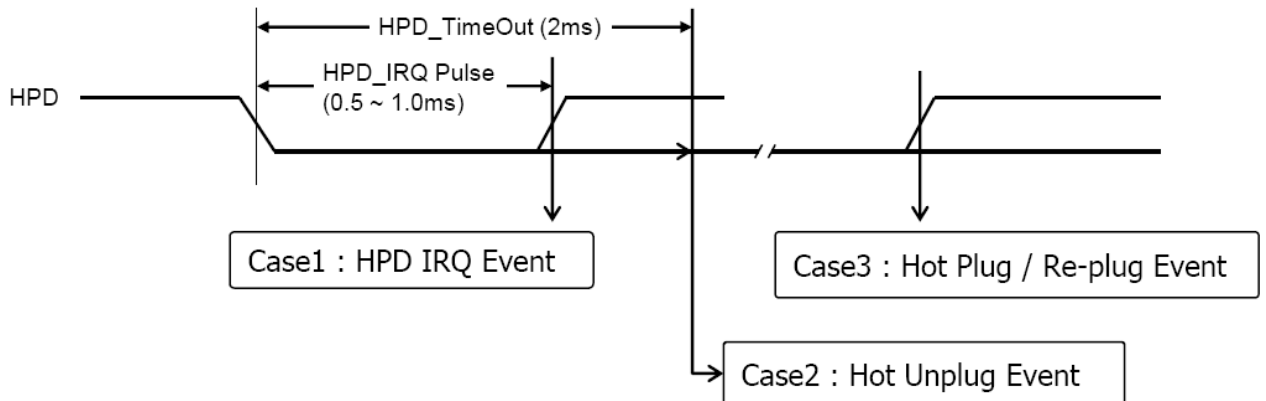 HPD_TimeOut (2ms)
HPD_IRQ Pulse
(0.5 ~ 1.0ms)
HPD
Case1 : HPD IRQ Event
Case3 : Hot Plug / Re-plug Event
Case2 : Hot Unplug Event